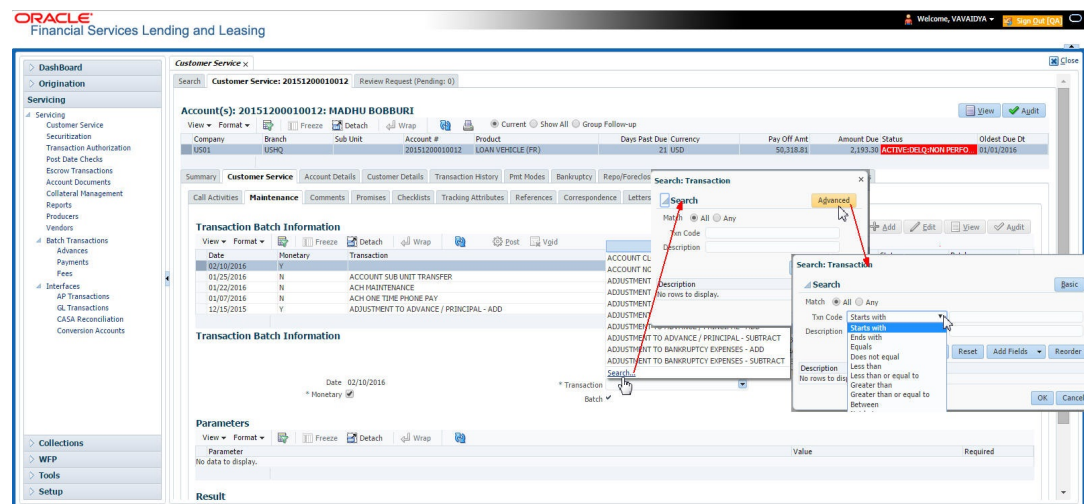 ORACLE
Financial Services Lending and Leasing
Welcome, VAVAIDYA
Sign Out [QA]
Close
DashBoard
Origination
Servicing
Servicing
Customer Service
Securitization
Transaction Authorization
Post Date Checks
Escrow Transactions
Account Documents
Collateral Management
Reports
Producers
Vendors
Batch Transactions
Advances
Payments
Fees
Interfaces
AP Transactions
GL Transactions
CASA Reconciliation
Conversion Accounts
Collections
WFP
Tools
Setup
Customer Service x
Search Customer Service: 20151200010012 Review Request (Pending: 0)
Account(s): 20151200010012: MADHU BOBBURI
View Audit
View Format Freeze Detach Wrap Current Show All Group Follow-up
Company Branch Sub Unit Account # Product Days Past Due Currency Pay Off Amt Amount Due Status Oldest Due Dt
US01 USHQ 20151200010012 LOAN VEHICLE (FR) 21 USD 50,318.81 2,193.30 ACTIVE:DELQ:NON PERFO... 01/01/2016
Summary Customer Service Account Details Customer Details Transaction History Pmt Modes Bankruptcy Repo/Foreclos
Call Activities Maintenance Comments Promises Checklists Tracking Attributes References Correspondence Letters
Transaction Batch Information
Add Edit View Audit
View Format Freeze Detach Wrap Post Void
Date Monetary Transaction
02/10/2016 Y
01/25/2016 N ACCOUNT SUB UNIT TRANSFER
01/22/2016 N ACH MAINTENANCE
01/07/2016 N ACH ONE TIME PHONE PAY
12/15/2015 Y ADJUSTMENT TO ADVANCE / PRINCIPAL - ADD
Transaction Batch Information
Date 02/10/2016
* Monetary
* Transaction
Batch
ACCOUNT CL
ACCOUNT NO
ADJUSTMENT
ADJUSTMENT
ADJUSTMENT
ADJUSTMENT
ADJUSTMENT TO ADVANCE / PRINCIPAL - ADD
ADJUSTMENT TO ADVANCE / PRINCIPAL - SUBTRACT
ADJUSTMENT TO BANKRUPTCY EXPENSES - ADD
ADJUSTMENT TO BANKRUPTCY EXPENSES - SUBTRACT
Search...
Search: Transaction x
Search
Advanced
Match All Any
Txn Code
Description
Description
No rows to display.
Search: Transaction
Search
Basic
Match All Any
Txn Code Starts with
Description
Starts with
Ends with
Equals
Does not equal
Less than
Less than or equal to
Greater than
Greater than or equal to
Between
Reset Add Fields Reorder
Description
No rows to disp
OK Cancel
Parameters
View Format Freeze Detach Wrap
Parameter Value Required
No data to display.
Result